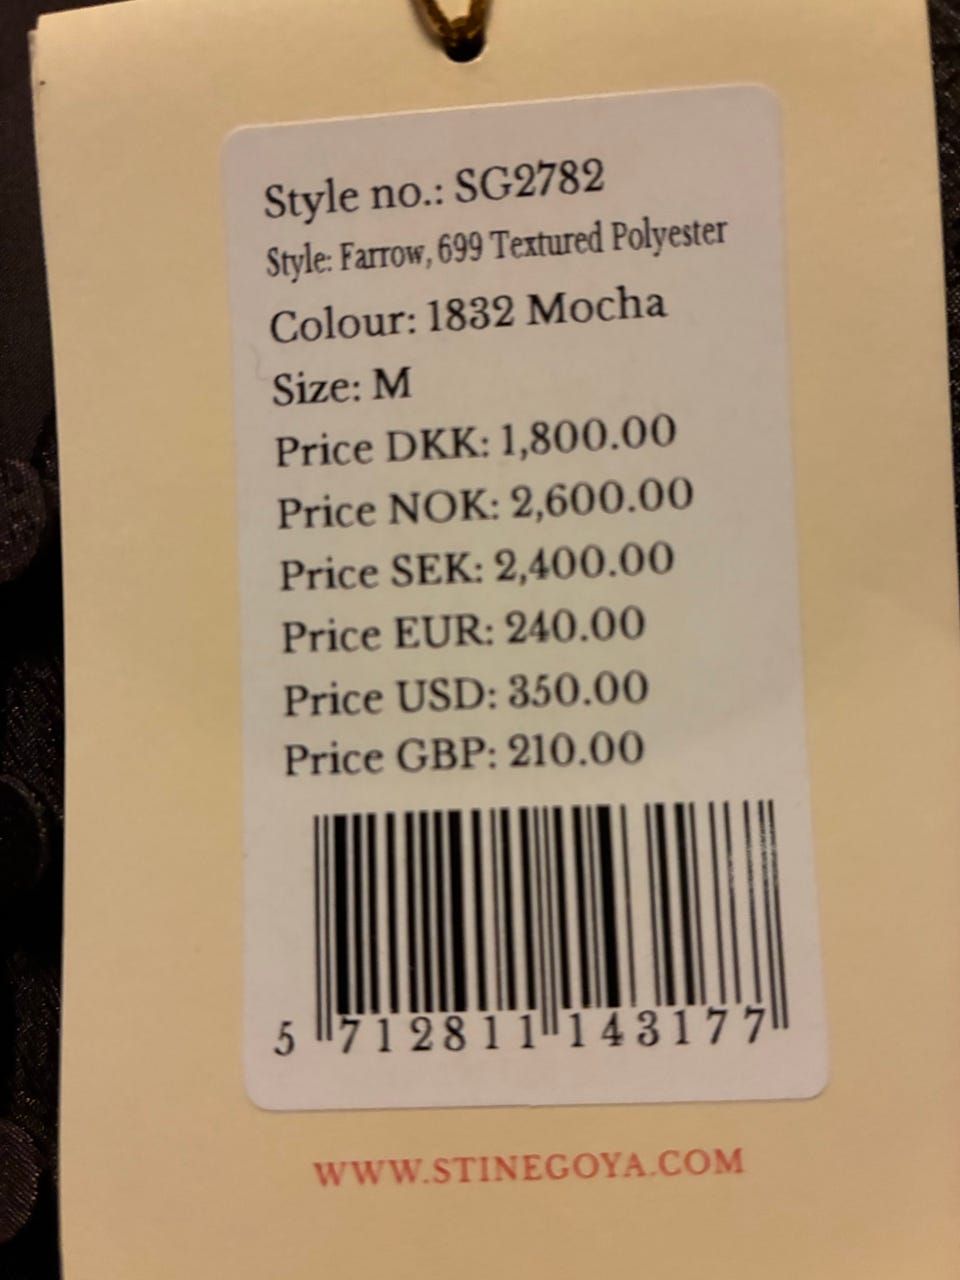 Style no.: SG2782
Style: Farrow, 699 Textured Polyester
Colour: 1832 Mocha
Size: M
Price DKK: 1,800.00
Price NOK: 2,600.00
Price SEK: 2,400.00
Price EUR: 240.00
Price USD: 350.00
Price GBP: 210.00
5 712811 143177
WWW.STINEGOYA.COM